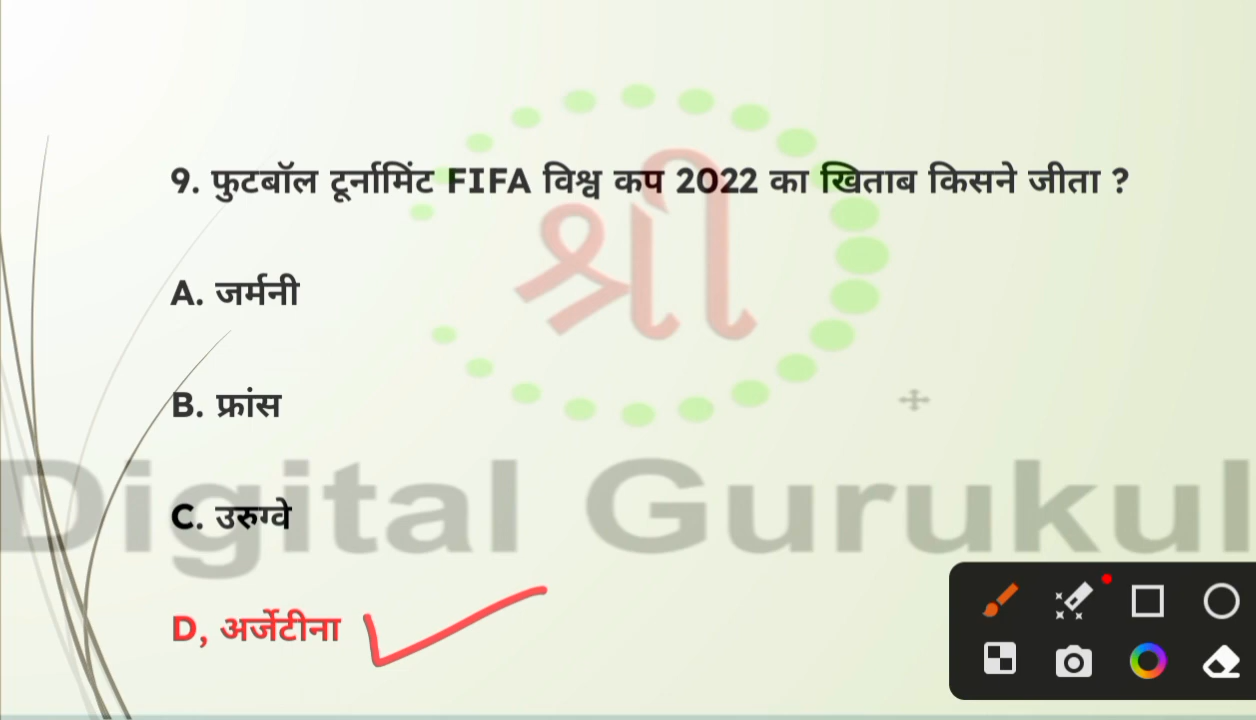 9. फुटबॉल टूर्नामिंट FIFA विश्व कप 2022 का खिताब किसने जीता ?
श्री
A. जर्मनी
B. फ्रांस
Digital Gurukul
C. उरुग्वे
D, अर्जेटीना